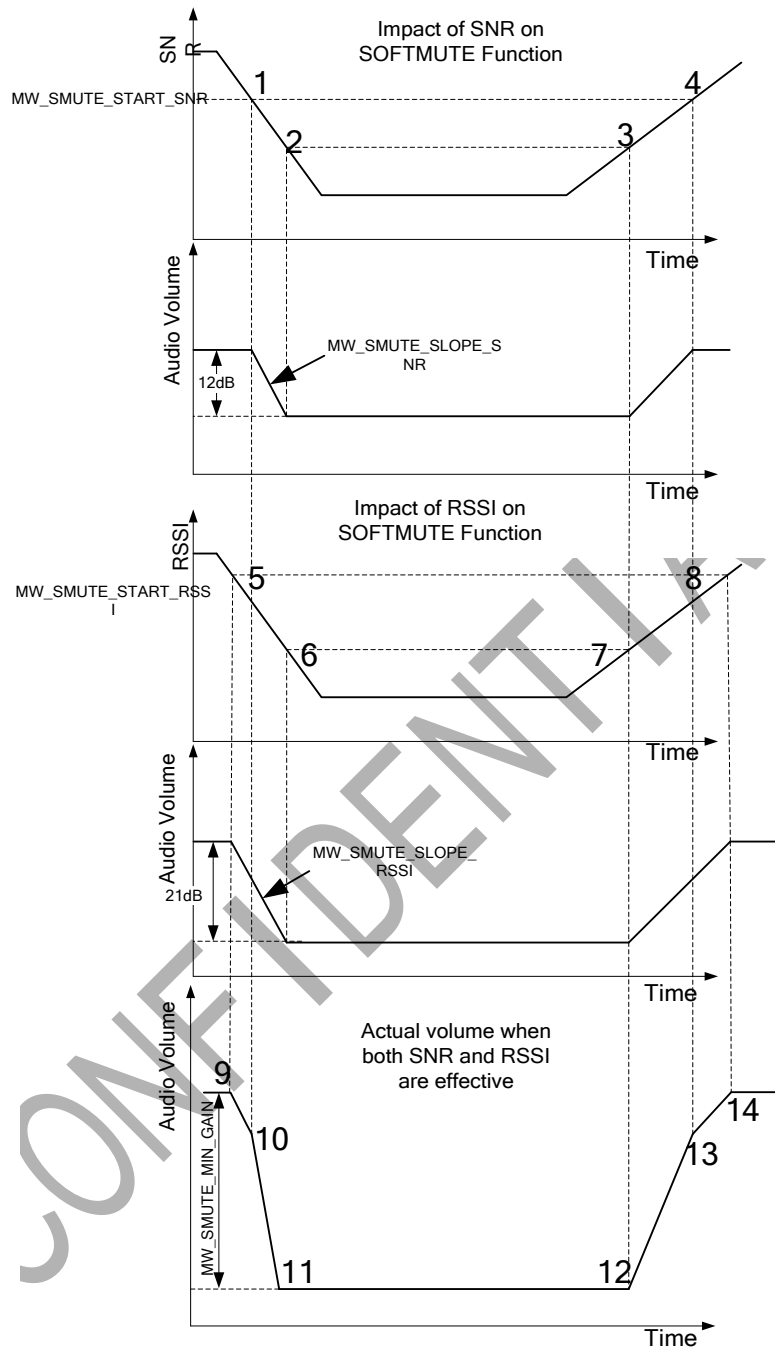 Impact of SNR on
SOFTMUTE Function
SN
R
MW_SMUTE_START_SNR
1
4
2
3
Time
Audio Volume
MW_SMUTE_SLOPE_S
NR
12dB
Time
Impact of RSSI on
SOFTMUTE Function
RSSI
MW_SMUTE_START_RSS
I
5
8
6
7
Time
Audio Volume
MW_SMUTE_SLOPE_
RSSI
21dB
Time
Audio Volume
Actual volume when
both SNR and RSSI
are effective
9
14
MW_SMUTE_MIN_GAIN
10
13
11
12
Time
CONFIDENTIA